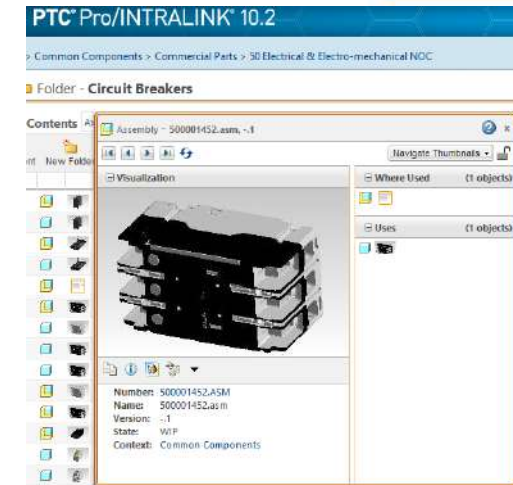 PTC® Pro/INTRALINK® 10.2
> Common Components > Commercial Parts > 50 Electrical & Electro-mechanical NOC
Folder - Circuit Breakers
Contents
Assembly - 500001452.asm, -.1
New Folder
Navigate Thumbnails
Visualization
Where Used (1 objects)
Uses (1 objects)
Number: 500001452.ASM
Name: 500001452.asm
Version: -.1
State: WIP
Context: Common Components